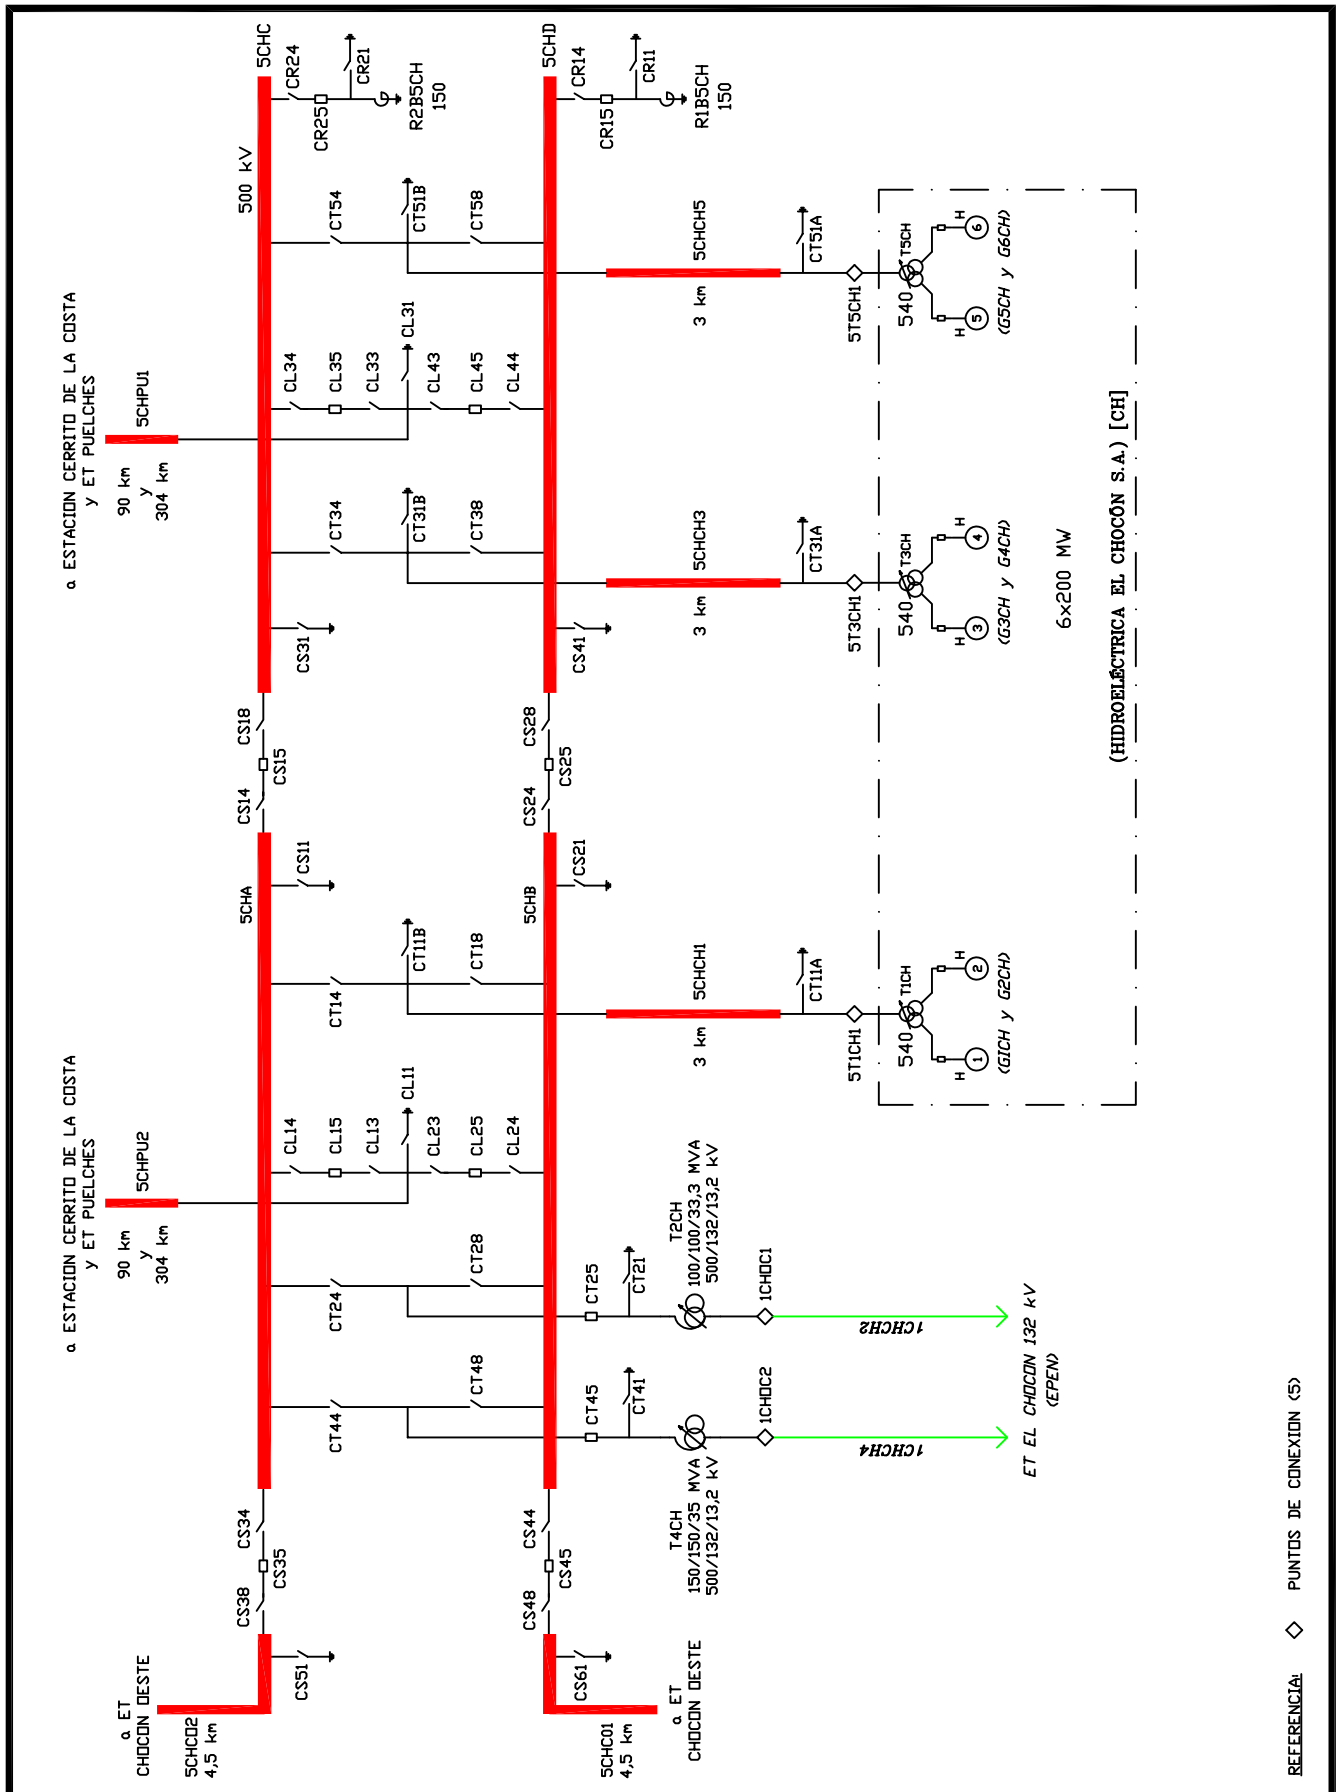 a ET
CHOCON OESTE
5CHCO2
4,5 km
CS51
CS38
CS35
CS34
a ET
CHOCON OESTE
5CHCO1
4,5 km
CS61
CS48
CS45
CS44
a ESTACION CERRITO DE LA COSTA
y ET PUELCHES
90 km
y
304 km
5CHPU2
5CHA
CT44
CT48
CT45
CT41
T4CH
150/150/35 MVA
500/132/13,2 kV
1CHOC2
1CHCH4
CT24
CT28
CT25
CT21
T2CH
100/100/33,3 MVA
500/132/13,2 kV
1CHOC1
1CHCH2
ET EL CHOCON 132 kV
(EPEN)
CL14
CL15
CL13
CL11
CL23
CL25
CL24
CT14
CT11B
CT18
5CHB
CS11
CS21
3 km
5CHCH1
CT11A
5T1CH1
540
T1CH
H
1
H
2
(G1CH y G2CH)
CS14
CS15
CS18
CS24
CS25
CS28
CS31
CS41
a ESTACION CERRITO DE LA COSTA
y ET PUELCHES
90 km
y
304 km
5CHPU1
CT34
CT31B
CT38
3 km
5CHCH3
CT31A
5T3CH1
540
T3CH
H
3
H
4
(G3CH y G4CH)
6x200 MW
(HIDROELÉCTRICA EL CHOCÓN S.A.) [CH]
CL34
CL35
CL33
CL31
CL43
CL45
CL44
500 kV
CT54
CT51B
CT58
3 km
5CHCH5
CT51A
5T5CH1
540
T5CH
H
5
H
6
(G5CH y G6CH)
5CHC
CR24
CR25
CR21
R2B5CH
150
5CHD
CR14
CR15
CR11
R1B5CH
150
REFERENCIA: PUNTOS DE CONEXION (5)